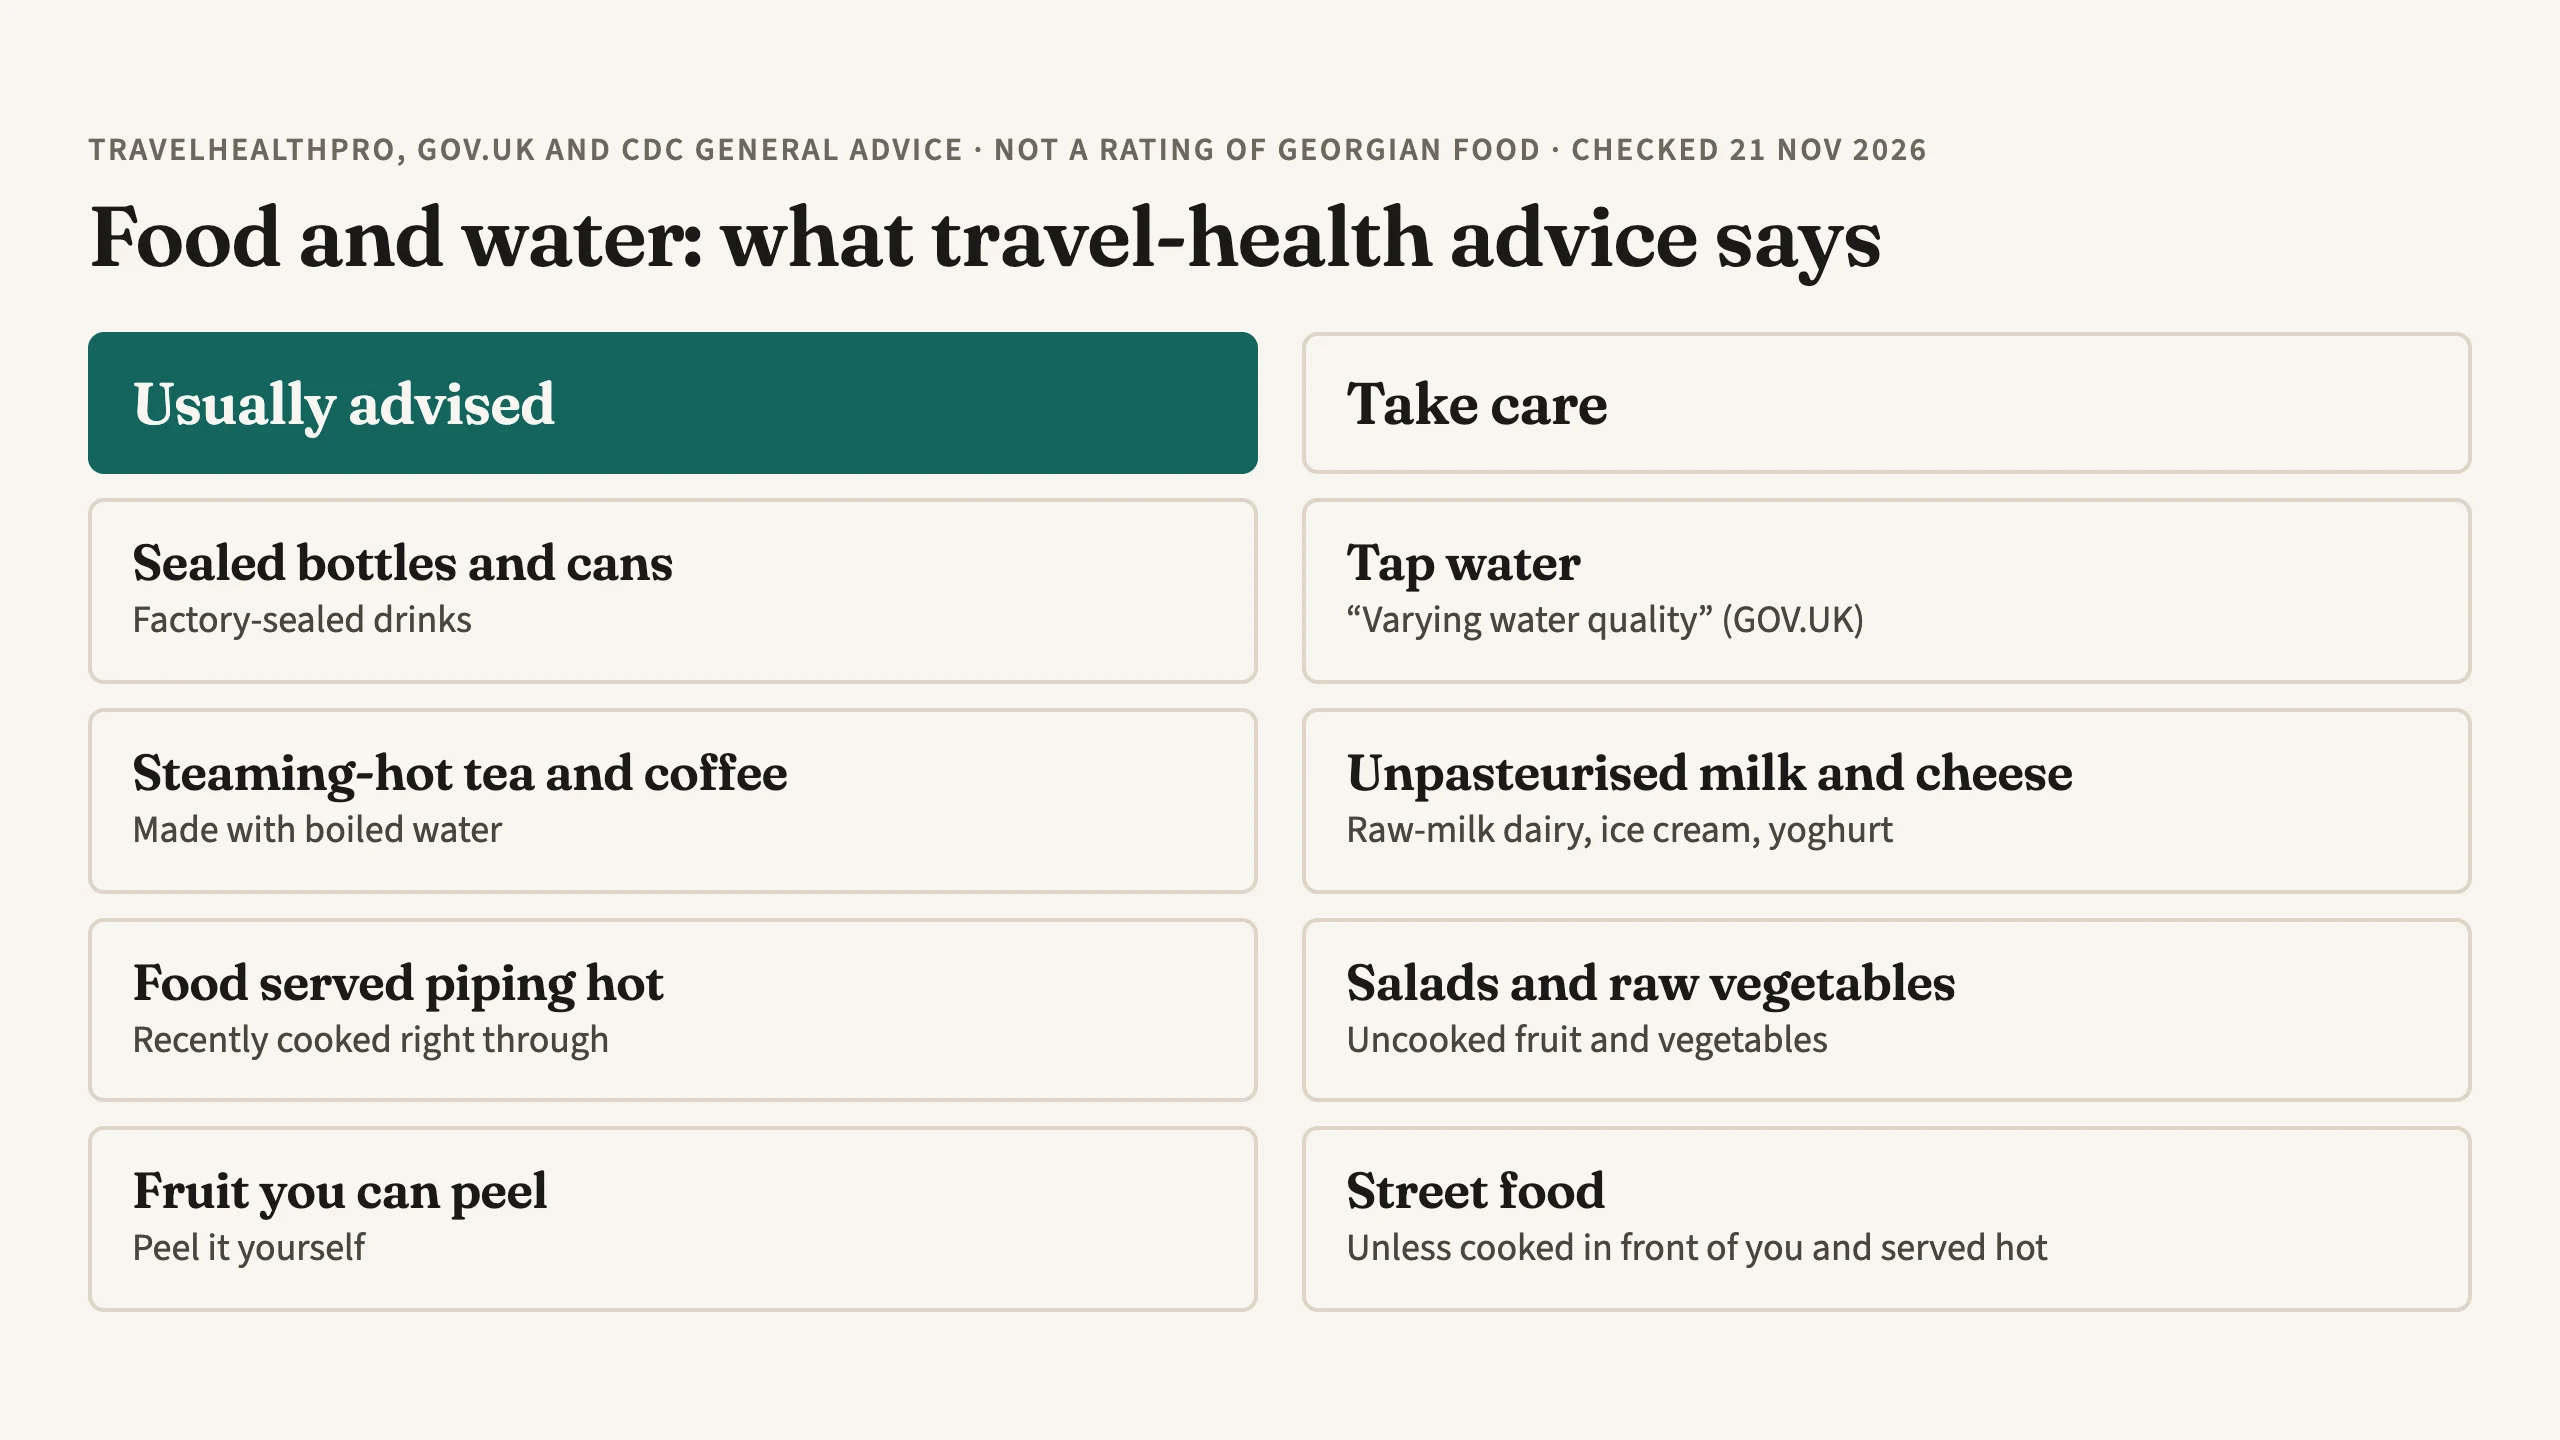 TRAVELHEALTHPRO, GOV.UK AND CDC GENERAL ADVICE · NOT A RATING OF GEORGIAN FOOD · CHECKED 21 NOV 2026
Food and water: what travel-health advice says
Usually advised
Take care
Sealed bottles and cans
Factory-sealed drinks
Tap water
“Varying water quality” (GOV.UK)
Steaming-hot tea and coffee
Made with boiled water
Unpasteurised milk and cheese
Raw-milk dairy, ice cream, yoghurt
Food served piping hot
Recently cooked right through
Salads and raw vegetables
Uncooked fruit and vegetables
Fruit you can peel
Peel it yourself
Street food
Unless cooked in front of you and served hot